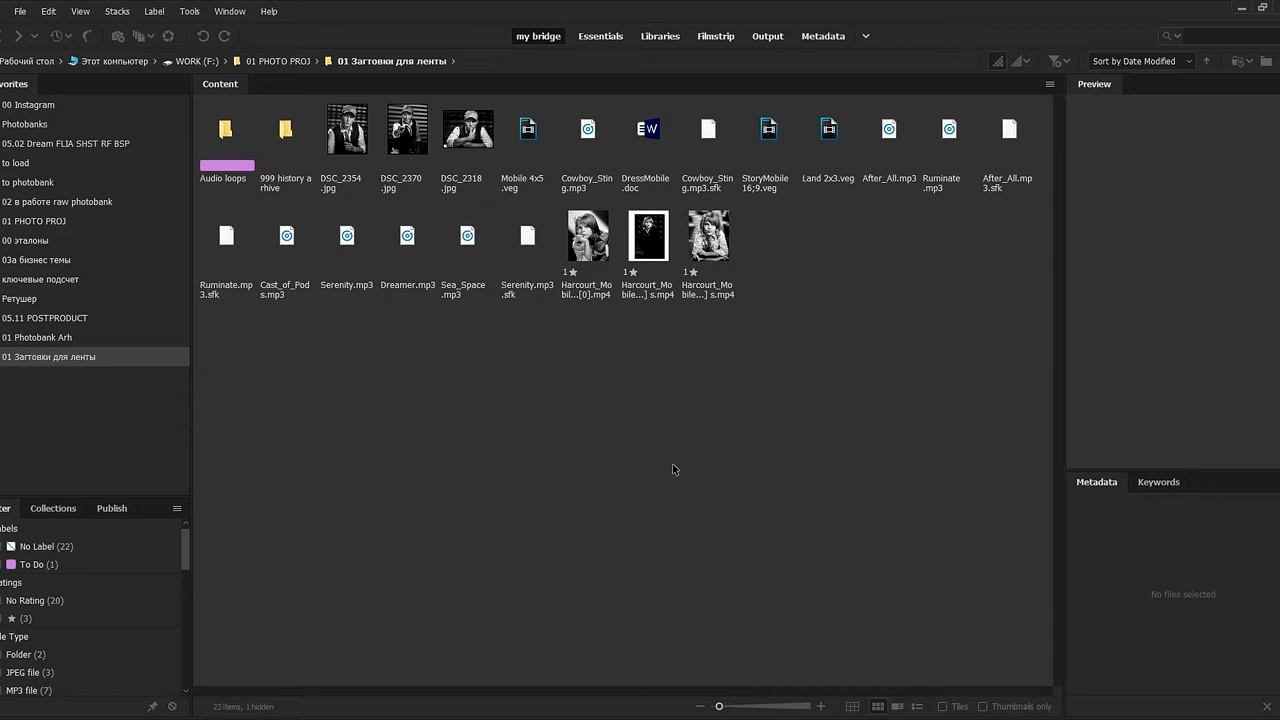 File Edit View Stacks Label Tools Window Help
my bridge Essentials Libraries Filmstrip Output Metadata
Рабочий стол Этот компьютер WORK (F:) 01 PHOTO PROJ 01 Загтовки для ленты
Sort by Date Modified
vorites
00 Instagram
Photobanks
05.02 Dream FLIA SHST RF BSP
to load
to photobank
02 в работе raw photobank
01 PHOTO PROJ
00 эталоны
03а бизнес темы
ключевые подсчет
Ретушер
05.11 POSTPRODUCT
01 Photobank Arh
01 Загтовки для ленты
Content
Audio loops
999 history a
rhive
DSC_2354
.jpg
DSC_2370
.jpg
DSC_2318
.jpg
Mobile 4x5
.veg
Cowboy_Stin
g.mp3
DressMobile
.doc
Cowboy_Stin
g.mp3.sfk
StoryMobile
16;9.veg
Land 2x3.veg
After_All.mp3
Ruminate
.mp3
After_All.mp
3.sfk
Ruminate.mp
3.sfk
Cast_of_Pod
s.mp3
Serenity.mp3
Dreamer.mp3
Sea_Space
.mp3
Serenity.mp3
.sfk
1
Harcourt_Mo
bil...[0].mp4
1
Harcourt_Mo
bile...] s.mp4
1
Harcourt_Mo
bile...] s.mp4
Preview
Metadata Keywords
No files selected
ter Collections Publish
abels
No Label (22)
To Do (1)
atings
No Rating (20)
(3)
le Type
Folder (2)
JPEG file (3)
MP3 file (7)
23 items, 1 hidden
Tiles Thumbnails only